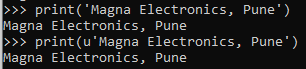 >>> print('Magna Electronics, Pune')
Magna Electronics, Pune
>>> print(u'Magna Electronics, Pune')
Magna Electronics, Pune